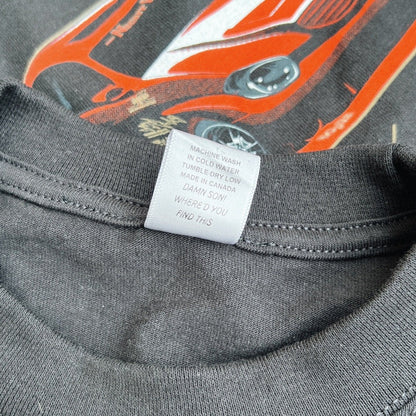 MACHINE WASH
IN COLD WATER
TUMBLE DRY LOW
MADE IN CANADA
DAMN SON!
WHERE'D YOU
FIND THIS